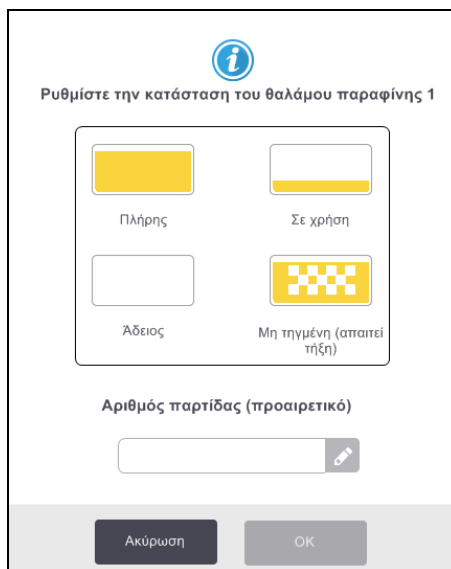 Ρυθμίστε την κατάσταση του θαλάμου παραφίνης 1
Πλήρης
Σε χρήση
Άδειος
Μη τηγμένη (απαιτεί
τήξη)
Αριθμός παρτίδας (προαιρετικό)
Ακύρωση
OK